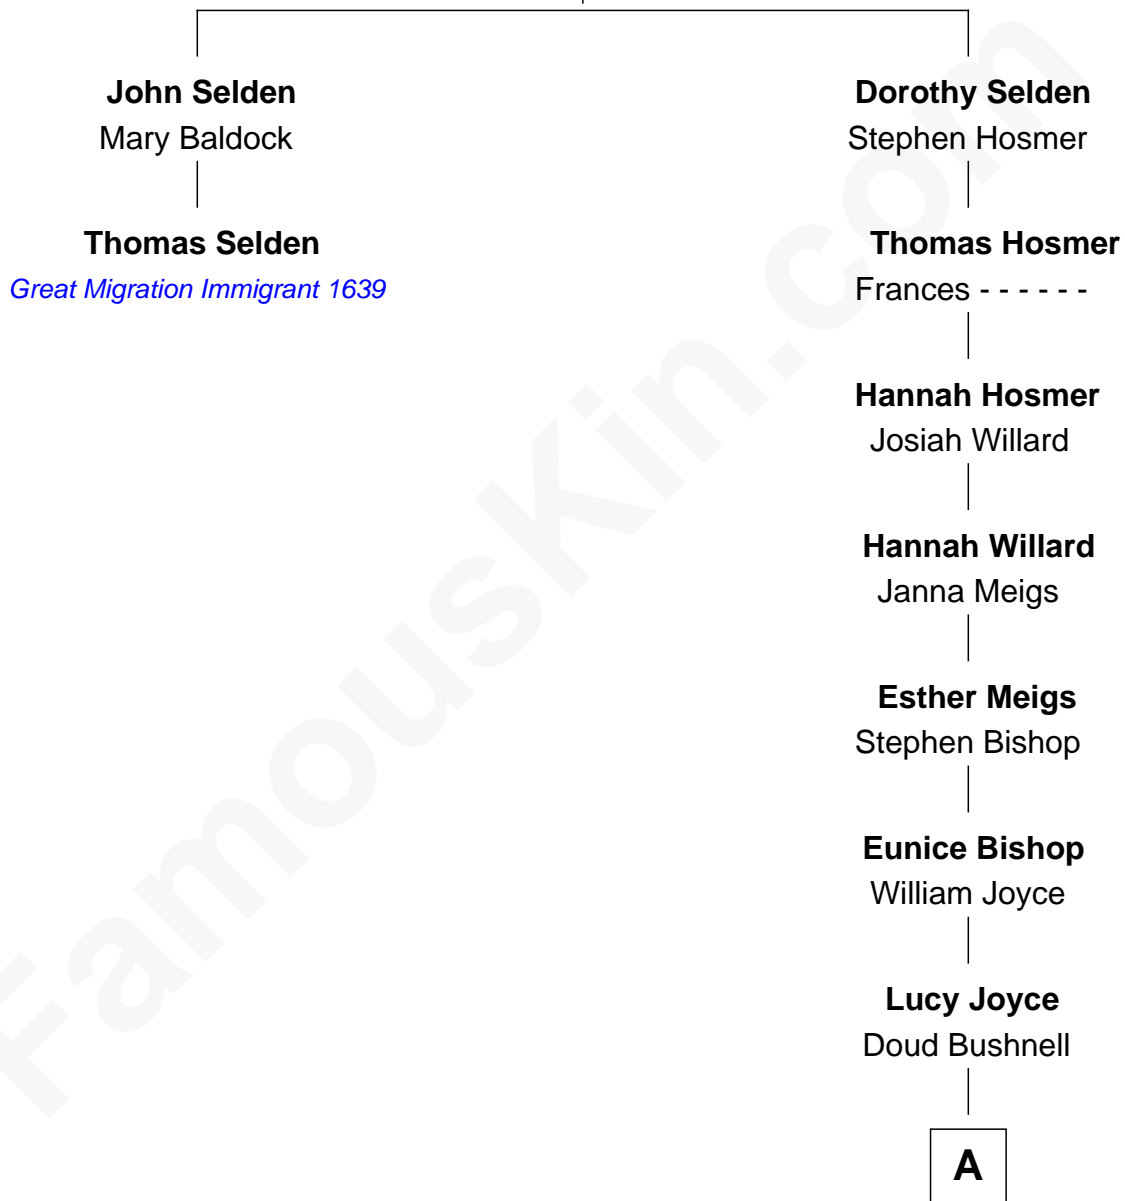 John Selden
Mary Baldock
Thomas Selden
Great Migration Immigrant 1639
Dorothy Selden
Stephen Hosmer
Thomas Hosmer
Frances - - - - - -
Hannah Hosmer
Josiah Willard
Hannah Willard
Janna Meigs
Esther Meigs
Stephen Bishop
Eunice Bishop
William Joyce
Lucy Joyce
Doud Bushnell
A
FamousKin.com